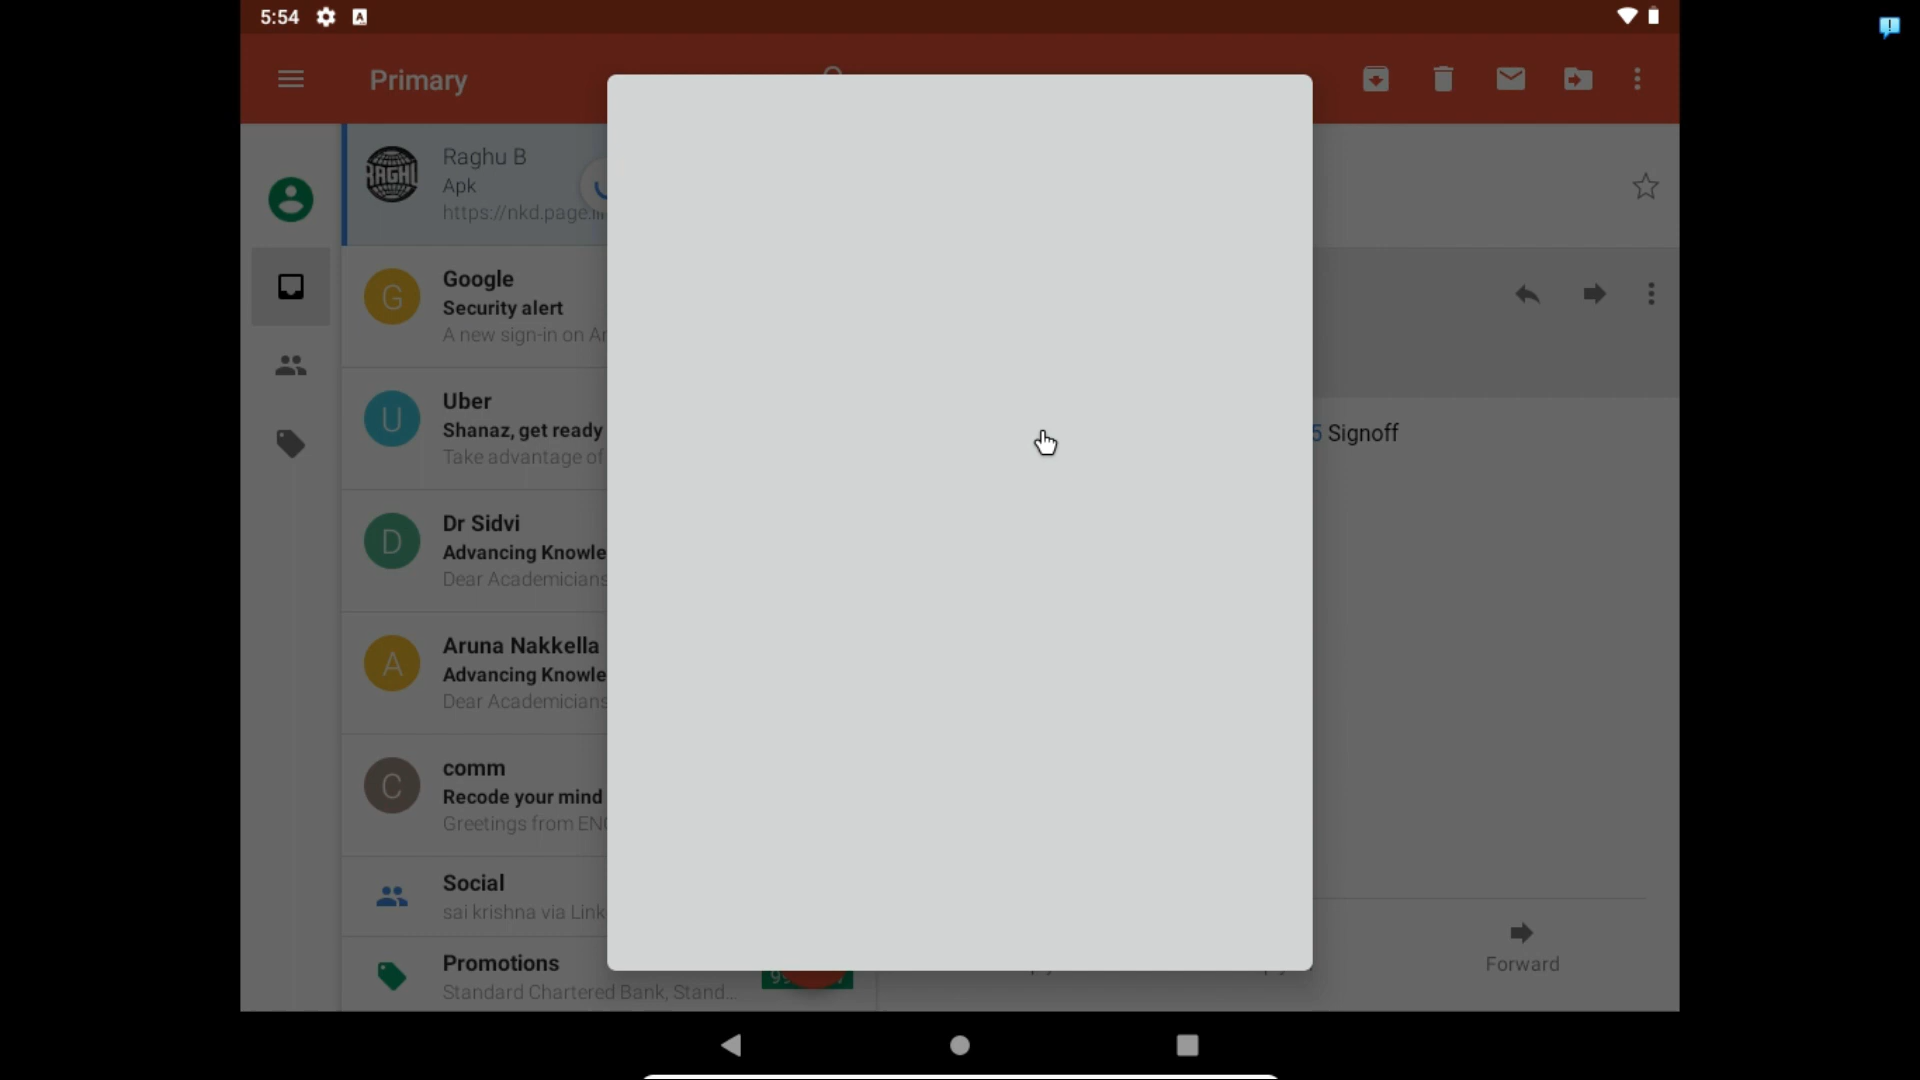 5:54
Primary
Raghu B
Apk
https://nkd.page.li
RAGHU
Google
Security alert
A new sign-in on
G
Uber
Shanaz, get ready
Take advantage of
U
Dr Sidvi
Advancing Knowle
Dear Academicians
D
Aruna Nakkella
Advancing Knowle
Dear Academicians
A
comm
Recode your mind
Greetings from EN
C
Social
sai krishna via Link
Promotions
Standard Chartered Bank, Stand...
5 Signoff
Forward